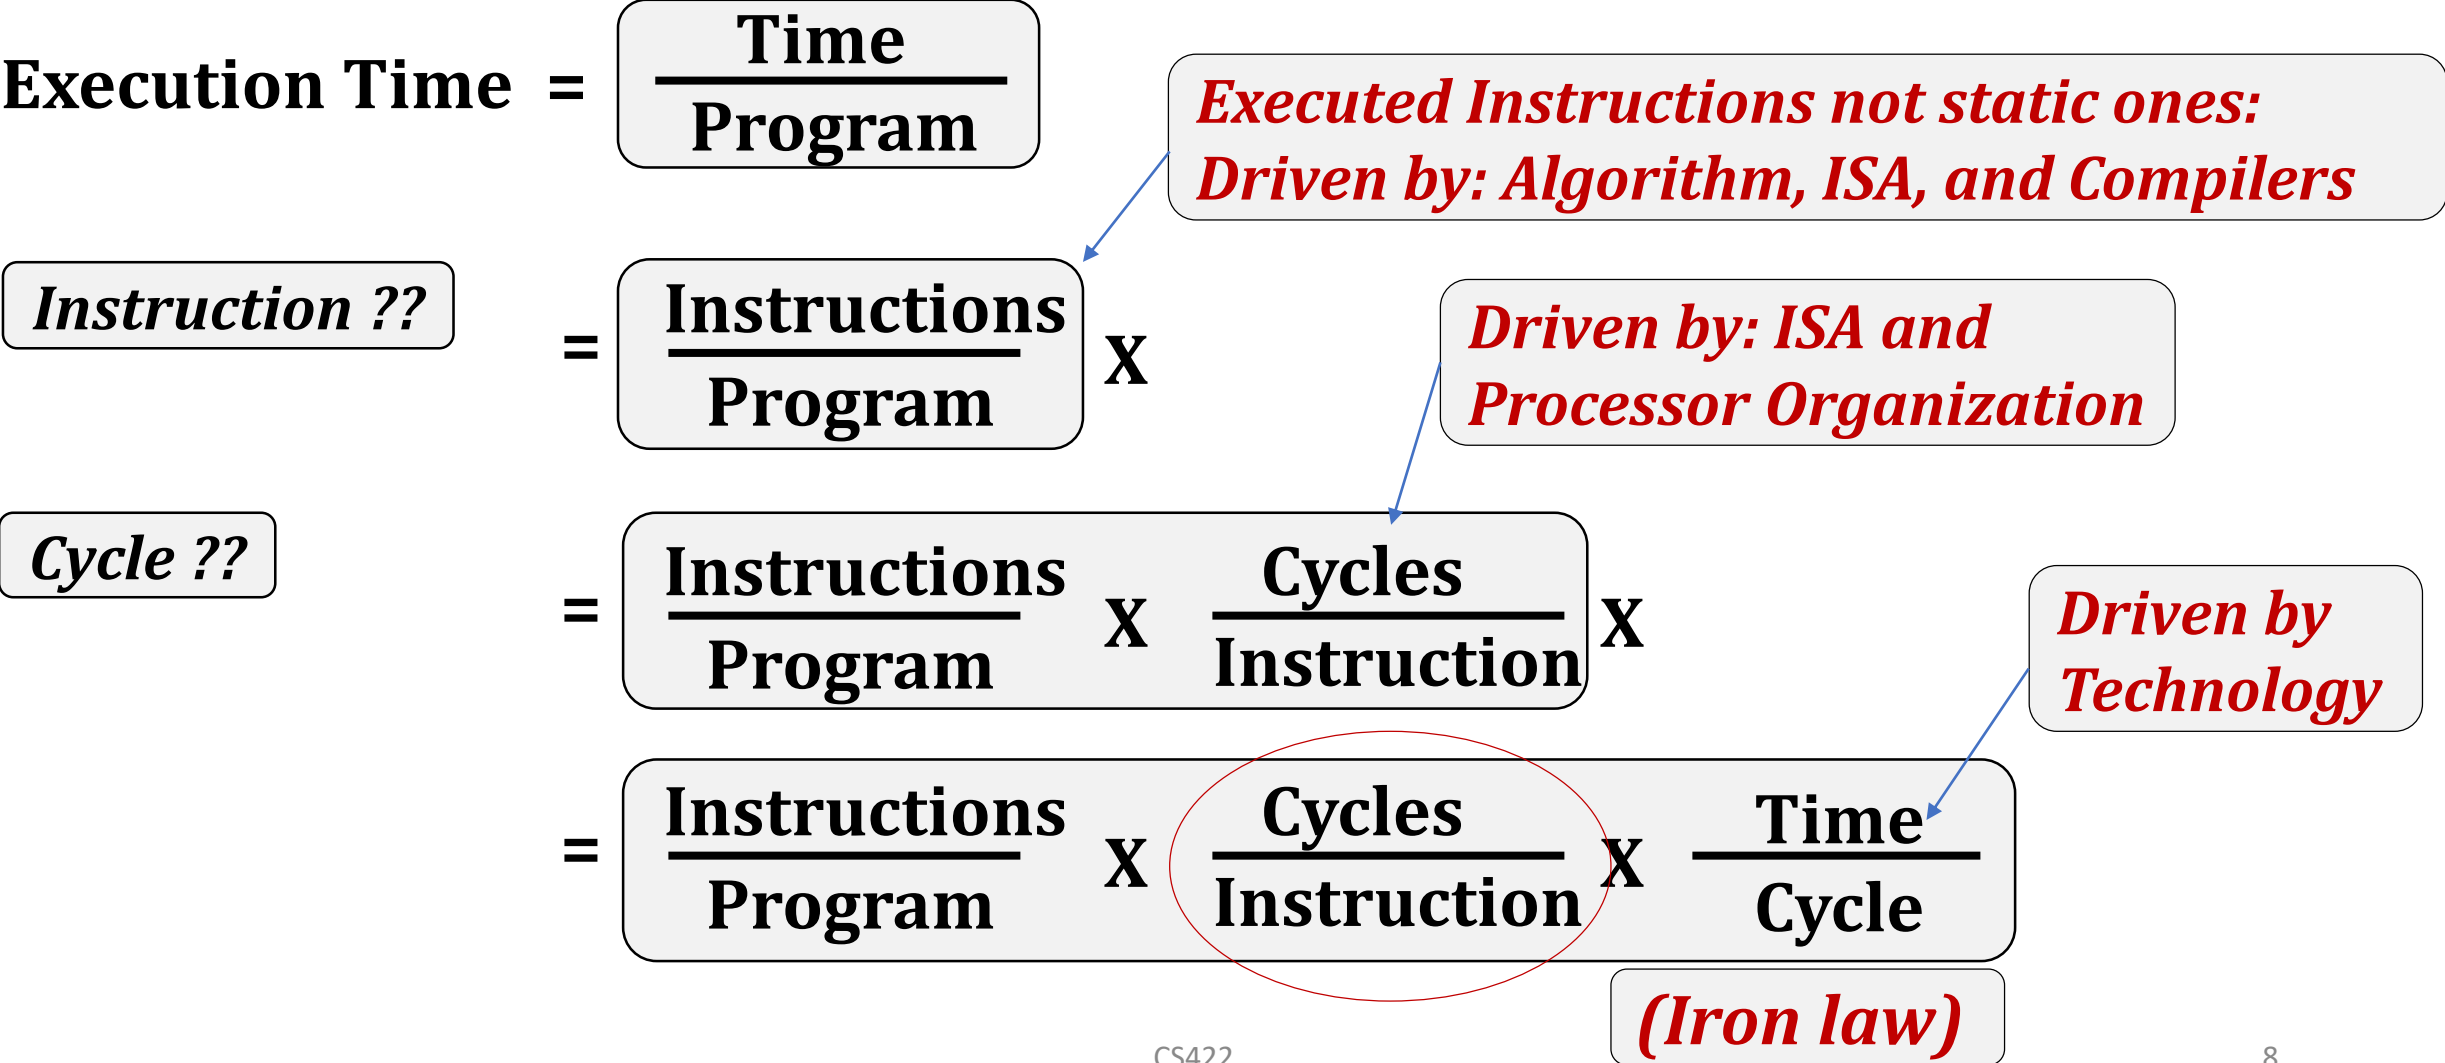 Time
Execution Time =
Program
Executed Instructions not static ones:
Driven by: Algorithm, ISA, and Compilers
Instruction ??
=
Instructions
Program
x
Driven by: ISA and
Processor Organization
Cycle ??
=
Instructions
Program
x
Cycles
Instruction
x
Driven by
Technology
=
Instructions
Program
x
Cycles
Instruction
x
Time
Cycle
(Iron law)
CS422
8